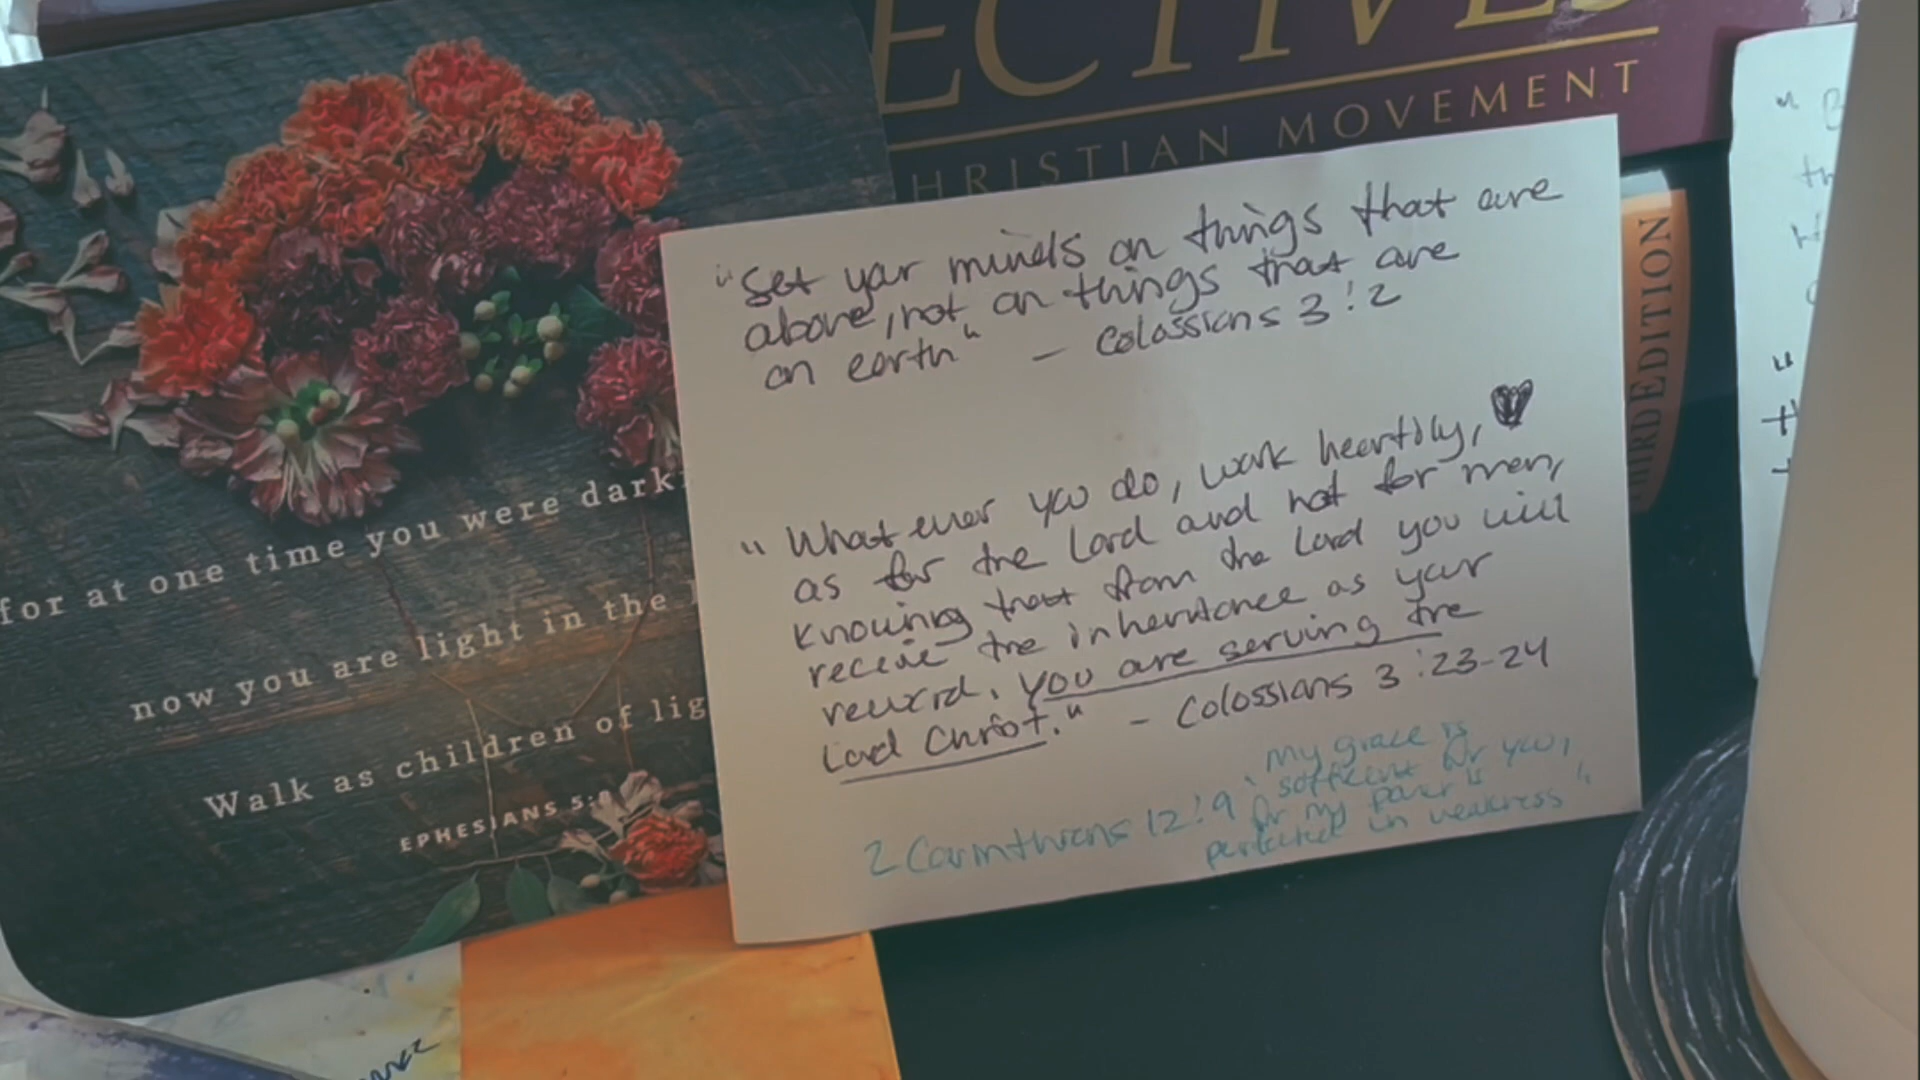 ECTIVES
CHRISTIAN MOVEMENT
THIRD EDITION
for at one time you were dark
now you are light in the
Walk as children of lig
EPHESIANS 5:8
"Set your minds on things that are
above, not on things that are
on earth" - Colossians 3:2
"Whatever you do, work heartily,
as for the Lord and not for men,
knowing that from the Lord you will
receive the inheritance as your
reward. You are serving the
Lord Christ." - Colossians 3:23-24
2 Corinthians 12:9 "my grace is
sufficient for you,
for my power is
perfected in weakness"